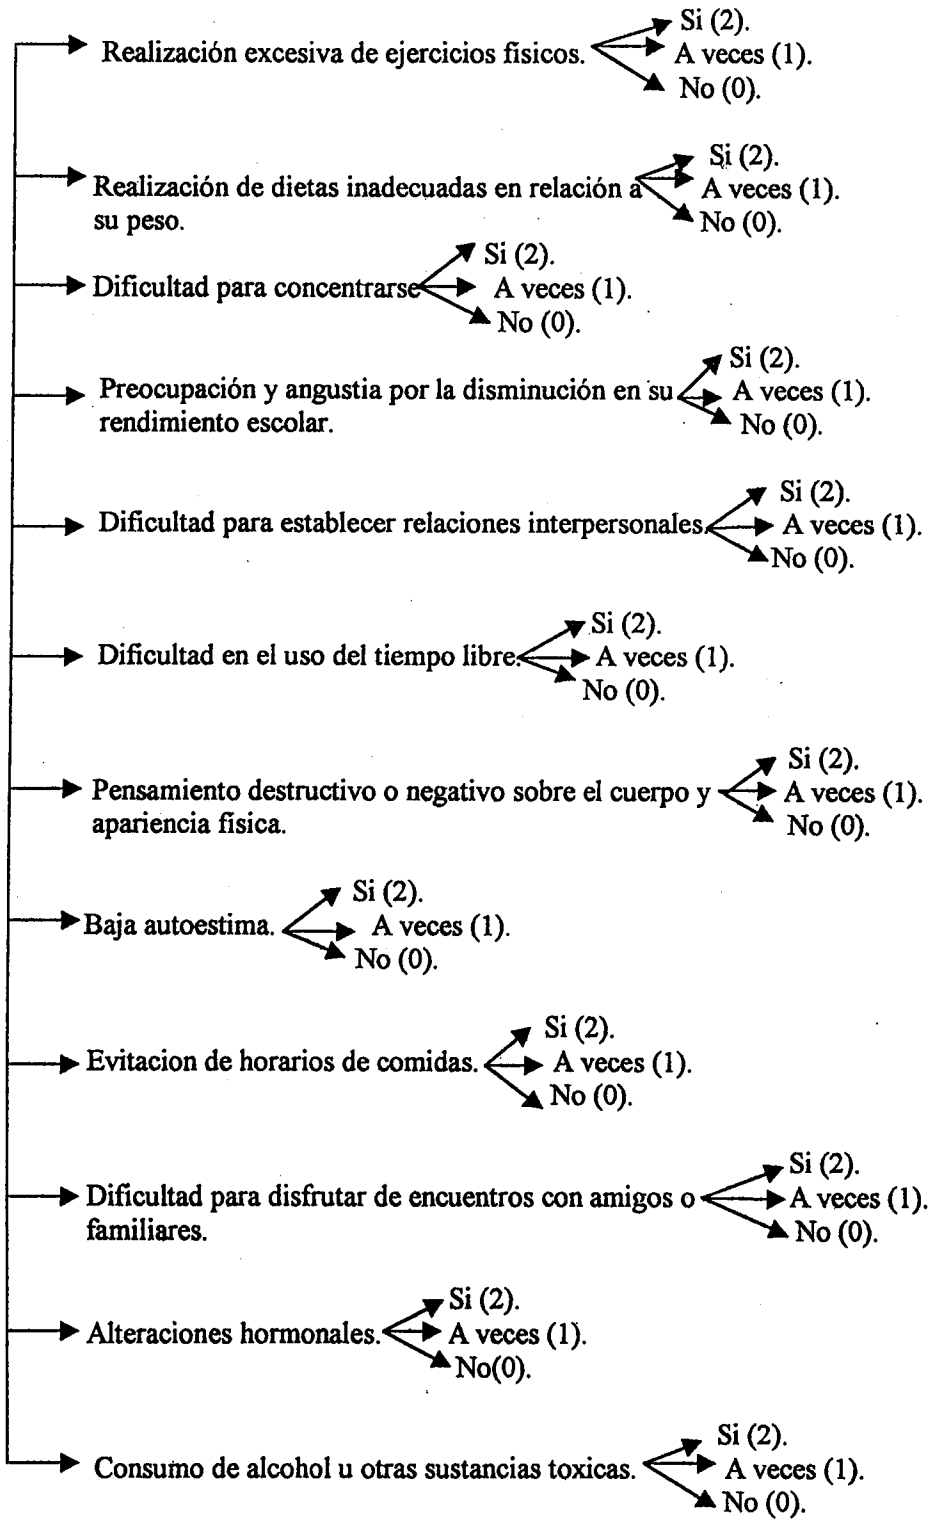 Si (2).
Realización excesiva de ejercicios fisicos.
A veces (1).
No (0).
Si (2).
Realización de dietas inadecuadas en relación a
A veces (1).
su peso.
No (0).
Si (2).
Dificultad para concentrarse
A veces (1).
No (0).
Si (2).
Preocupación y angustia por la disminución en su
A veces (1).
rendimiento escolar.
No (0).
Si (2).
Dificultad para establecer relaciones interpersonales.
A veces (1).
No (0).
Si (2).
Dificultad en el uso del tiempo libre.
A veces (1).
No (0).
Si (2).
Pensamiento destructivo o negativo sobre el cuerpo y
A veces (1).
apariencia física.
No (0).
Si (2).
Baja autoestima.
A veces (1).
No (0).
Si (2).
Evitacion de horarios de comidas.
A veces (1).
No (0).
Si (2).
Dificultad para disfrutar de encuentros con amigos o
A veces (1).
familiares.
No (0).
Si (2).
Alteraciones hormonales.
A veces (1).
No(0).
Si (2).
Consumo de alcohol u otras sustancias toxicas.
A veces (1).
No (0).